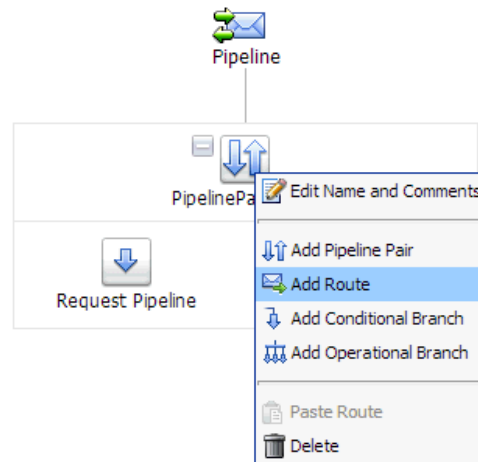 Pipeline
PipelinePa
Edit Name and Comments
Add Pipeline Pair
Add Route
Request Pipeline
Add Conditional Branch
Add Operational Branch
Paste Route
Delete